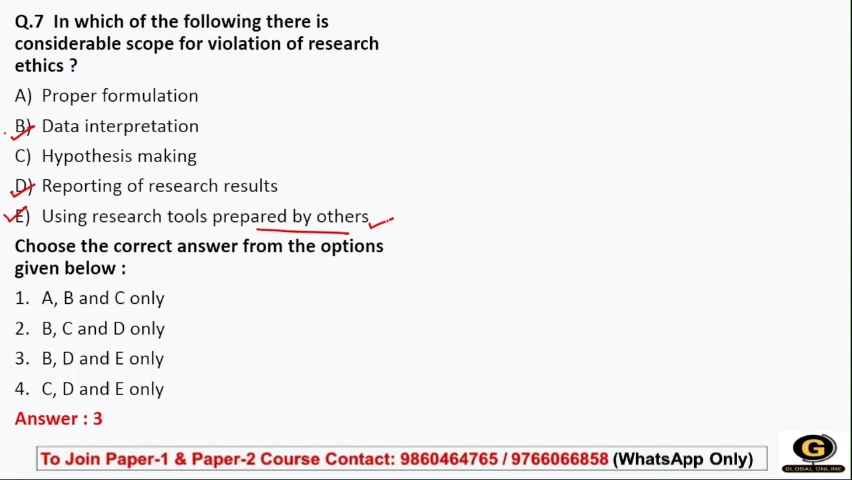 Q.7 In which of the following there is
considerable scope for violation of research
ethics ?
A) Proper formulation
B) Data interpretation
C) Hypothesis making
D) Reporting of research results
E) Using research tools prepared by others
Choose the correct answer from the options
given below :
1. A, B and C only
2. B, C and D only
3. B, D and E only
4. C, D and E only
Answer : 3
To Join Paper-1 & Paper-2 Course Contact: 9860464765 / 9766066858 (WhatsApp Only)
G
GLOBAL ONLINE